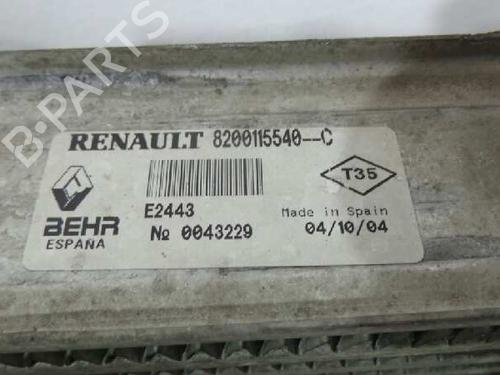 RENAULT 8200115540--C
T35
BEHR
ESPAÑA
E2443
№ 0043229
Made in Spain
04/10/04
B-PARTS